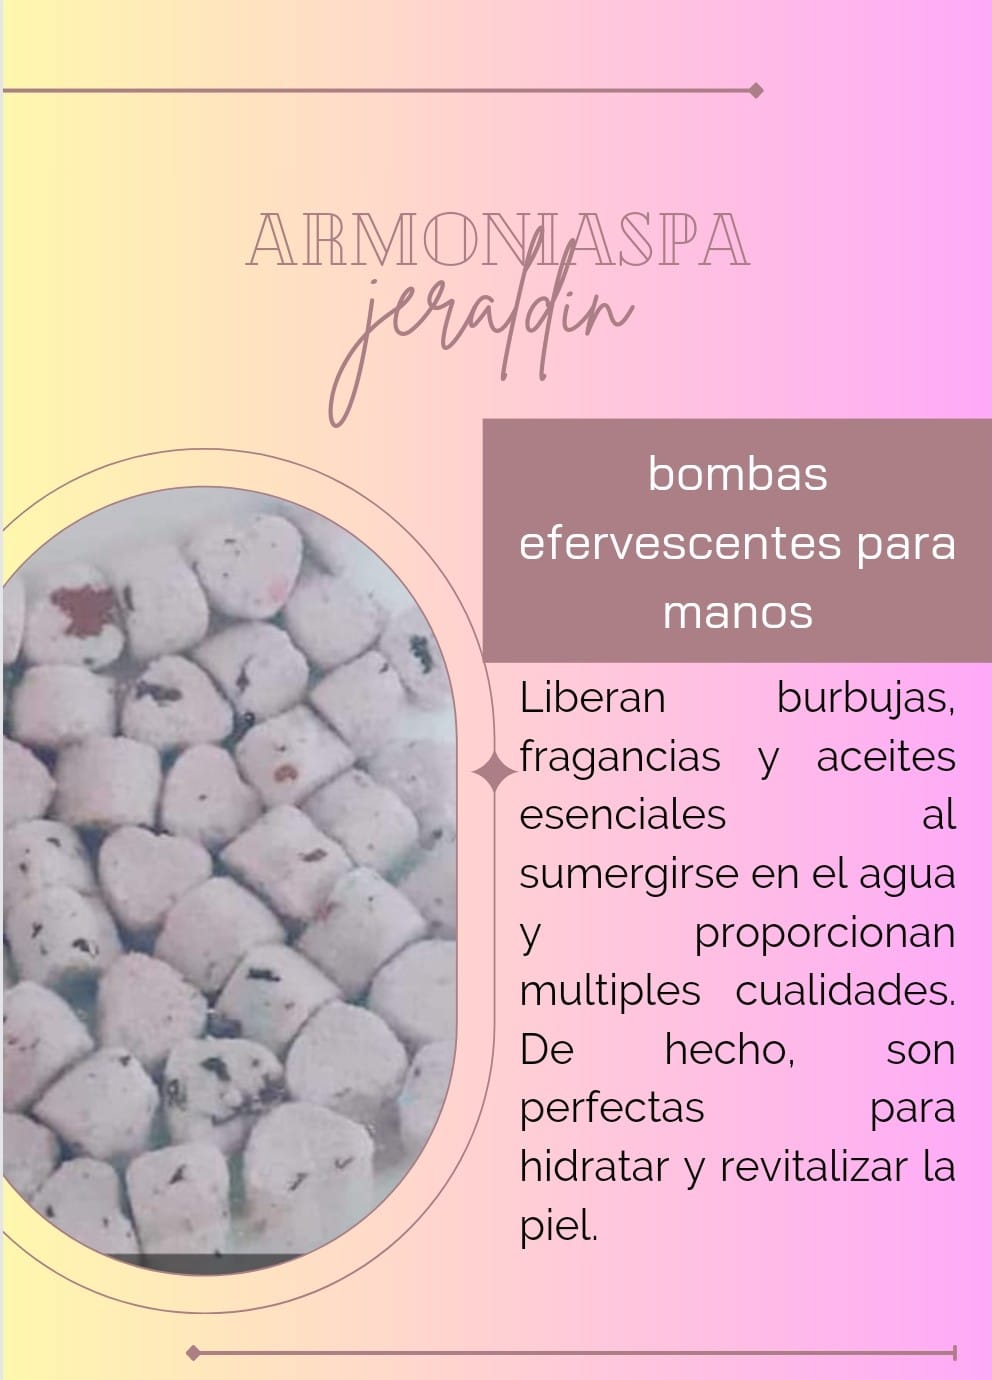 ARMONIASPA
jeraldin
bombas
efervescentes para
manos
Liberan burbujas,
fragancias y aceites
esenciales al
sumergirse en el agua
y proporcionan
multiples cualidades.
De hecho, son
perfectas para
hidratar y revitalizar la
piel.